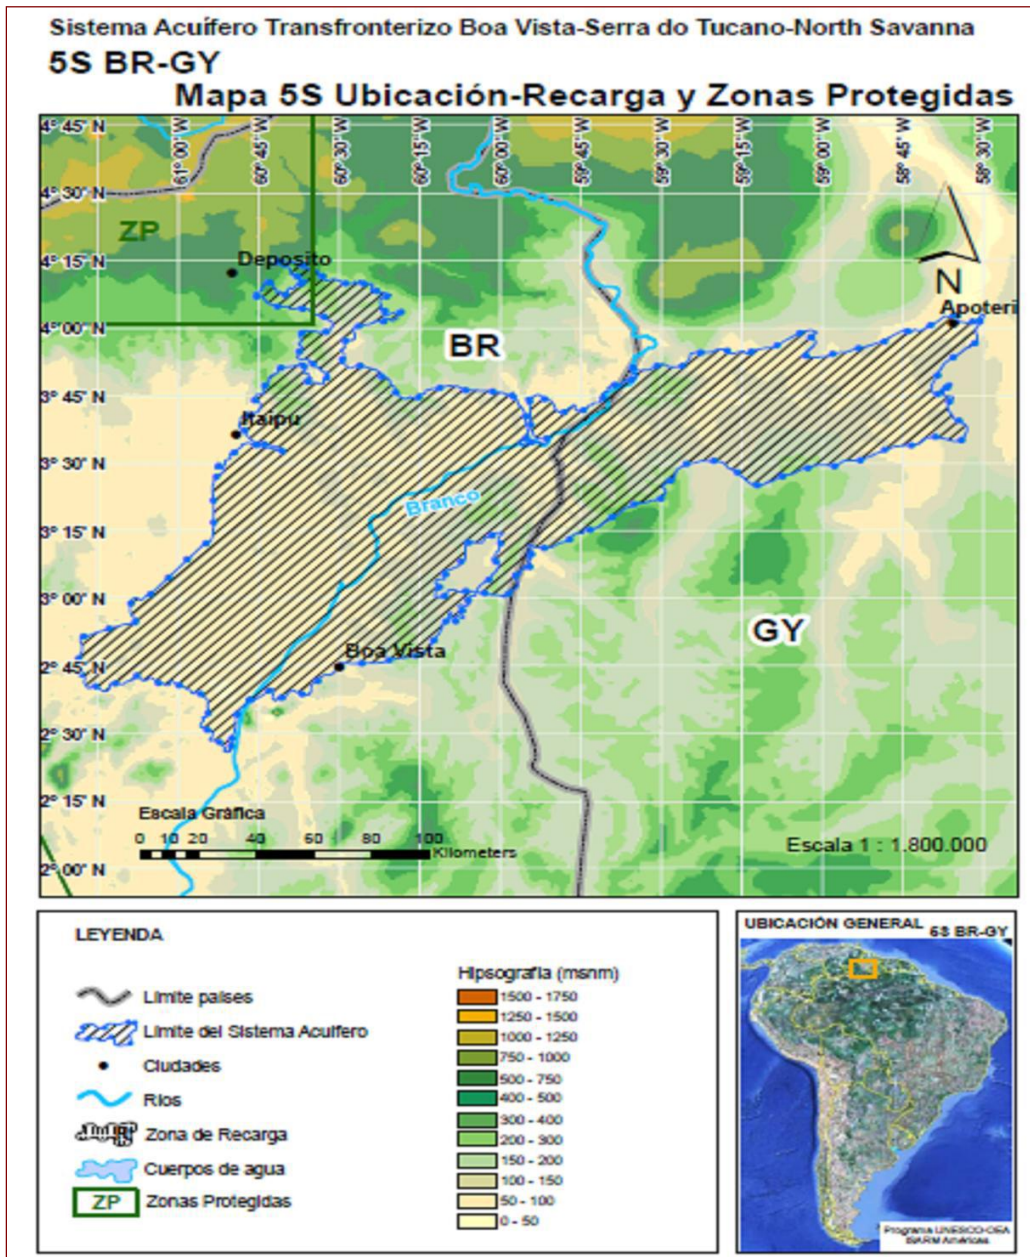 Sistema Acuífero Transfronterizo Boa Vista-Serra do Tucano-North Savanna
5S BR-GY
Mapa 5S Ubicación-Recarga y Zonas Protegidas
4° 45' N
61° 00' W
60° 45' W
60° 30' W
60° 15' W
60° 00' W
59° 45' W
59° 30' W
59° 15' W
59° 00' W
58° 45' W
58° 30' W
4° 30' N
ZP
4° 15' N
Deposito
N
4° 00' N
Apoteri
BR
3° 45' N
Itaipu
3° 30' N
Branco
3° 15' N
3° 00' N
GY
2° 45' N
Boa Vista
2° 30' N
2° 15' N
Escala Gráfica
0 10 20 40 60 80 100
Kilometers
Escala 1 : 1.800.000
2° 00' N
LEYENDA
Límite países
Límite del Sistema Acuífero
Ciudades
Ríos
Zona de Recarga
Cuerpos de agua
ZP Zonas Protegidas
Hipsografía (msnm)
1500 - 1750
1250 - 1500
1000 - 1250
750 - 1000
500 - 750
400 - 500
300 - 400
200 - 300
150 - 200
100 - 150
50 - 100
0 - 50
UBICACIÓN GENERAL 5S BR-GY
Programa UNESCO-OEA
ISARM Américas